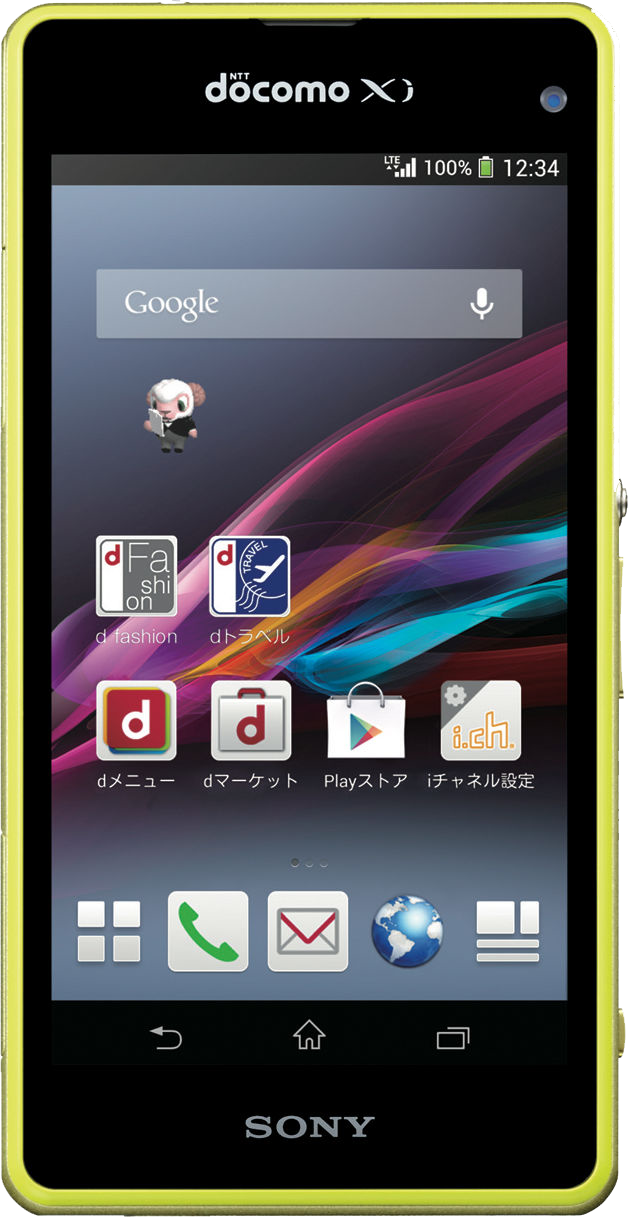 NTT
döcomo Xi
LTE 100% 12:34
Google
d Fa
shi
on
d TRAVEL
d fashion dトラベル
d d i.ch.
dメニュー dマーケット Playストア iチャネル設定
SONY